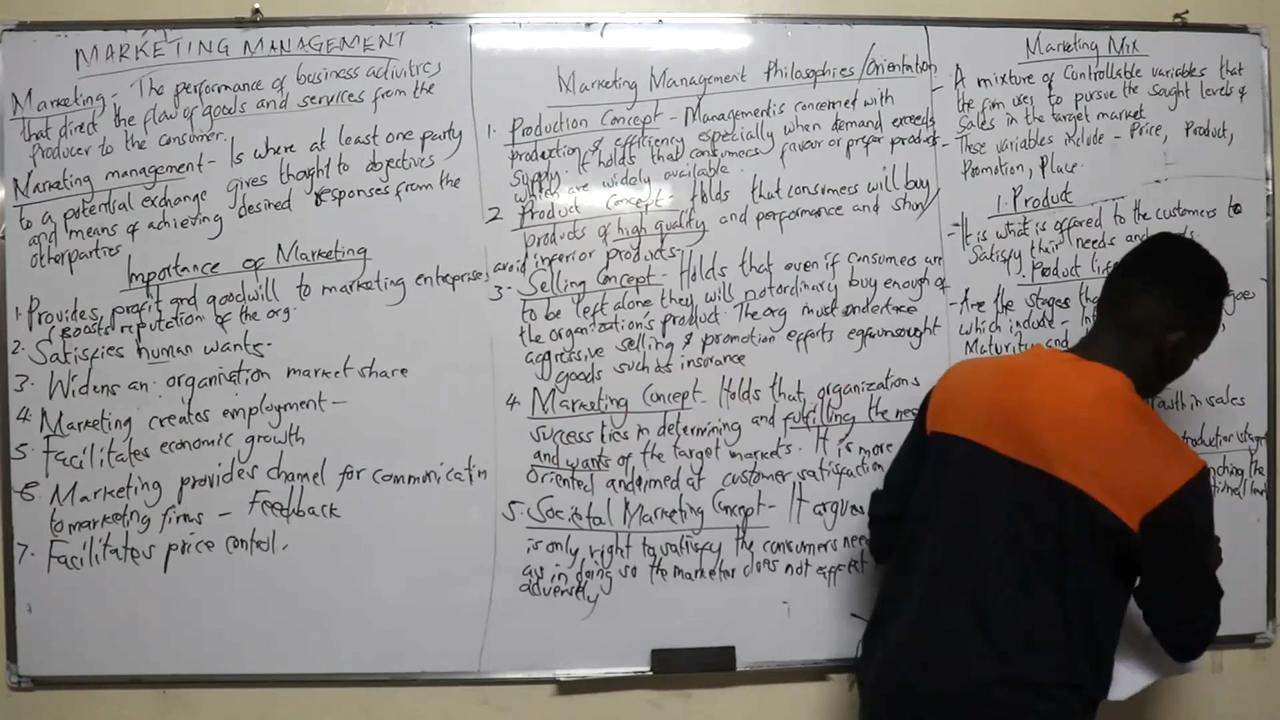 MARKETING MANAGEMENT
Marketing - The performance of business activities
that direct the flow of goods and services from the
producer to the consumer.
Marketing management - Is where at least one party
to a potential exchange gives thought to objectives
and means of achieving desired responses from the
other parties
Importance of Marketing
1. Provides profit and goodwill to marketing enterprises
(Boosts reputation of the org.
2. Satisfies human wants.
3. Widens an organisation market share
4. Marketing creates employment -
5. Facilitates economic growth
6. Marketing provides channel for communicatin
to marketing firms - Feedback
7. Facilitates price control.
Marketing Management Philosophies/Orientation
1. Production Concept - Management is concerned with
production & efficiency especially when demand exceeds
supply. It holds that consumers favour or prefer products
which are widely available.
2 Product Concept - Holds that consumers will buy
products of high quality and performance and shall
avoid inferior products
3. Selling Concept - Holds that even if consumers are
to be left alone they will not ordinary buy enough of
the organization's product. The org must undertake
aggressive selling & promotion efforts eg unsought
goods such as insurance
4. Marketing Concept - Holds that organizations
success lies in determining and fulfilling the
and wants of the target markets. It is more
oriented and aimed at customer satisfaction
5. Societal Marketing Concept - It argues
is only right to satisfy the consumers
as in doing so the marketer does not affect
adversely
Marketing Mix
- A mixture of Controllable variables that
the firm uses to pursue the sought levels of
Sales in the target market
- These variables include - Price, Product,
Promotion, Place.
1. Product
- It is what is offered to the customers to
Satisfy their needs and
Product
- Are the stages goes
which include -
Maturity and
growth in sales
introduction stage
the